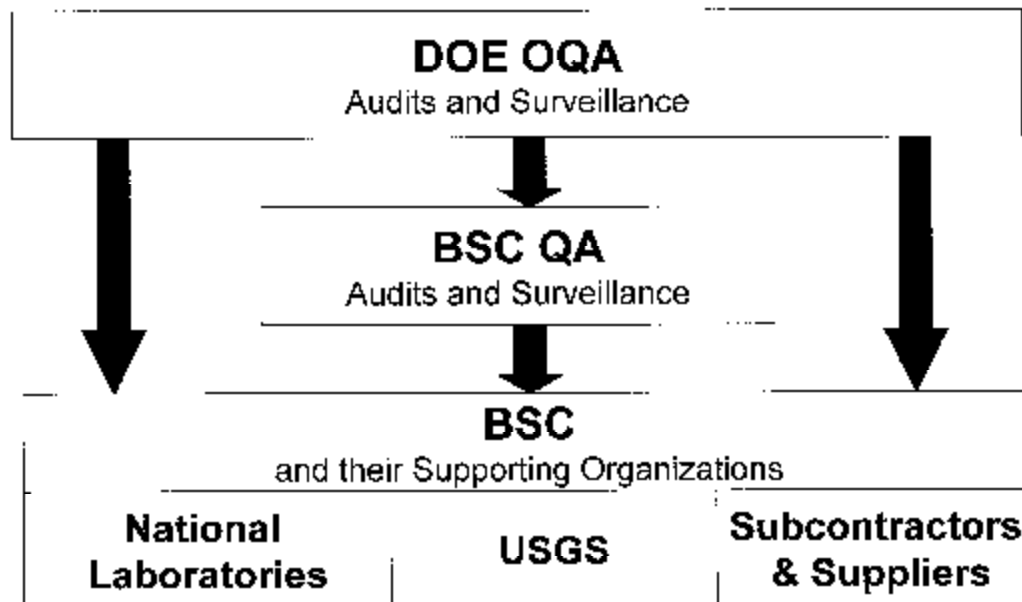 DOE OQA
Audits and Surveillance
BSC QA
Audits and Surveillance
BSC
and their Supporting Organizations
National
Laboratories
USGS
Subcontractors
& Suppliers